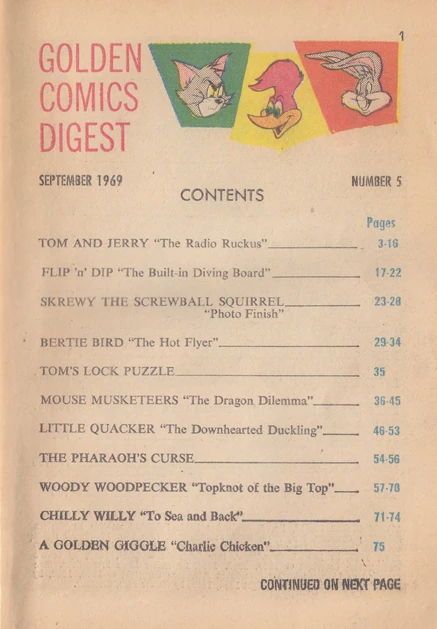 1
GOLDEN
COMICS
DIGEST
SEPTEMBER 1969 NUMBER 5
CONTENTS
Pages
TOM AND JERRY “The Radio Ruckus” 3-16
FLIP 'n' DIP “The Built-in Diving Board” 17-22
SKREWY THE SCREWBALL SQUIRREL 23-28
“Photo Finish”
BERTIE BIRD “The Hot Flyer” 29-34
TOM'S LOCK PUZZLE 35
MOUSE MUSKETEERS “The Dragon Dilemma” 36-45
LITTLE QUACKER “The Downhearted Duckling” 46-53
THE PHARAOH'S CURSE 54-56
WOODY WOODPECKER “Topknot of the Big Top” 57-70
CHILLY WILLY “To Sea and Back” 71-74
A GOLDEN GIGGLE “Charlie Chicken” 75
CONTINUED ON NEXT PAGE